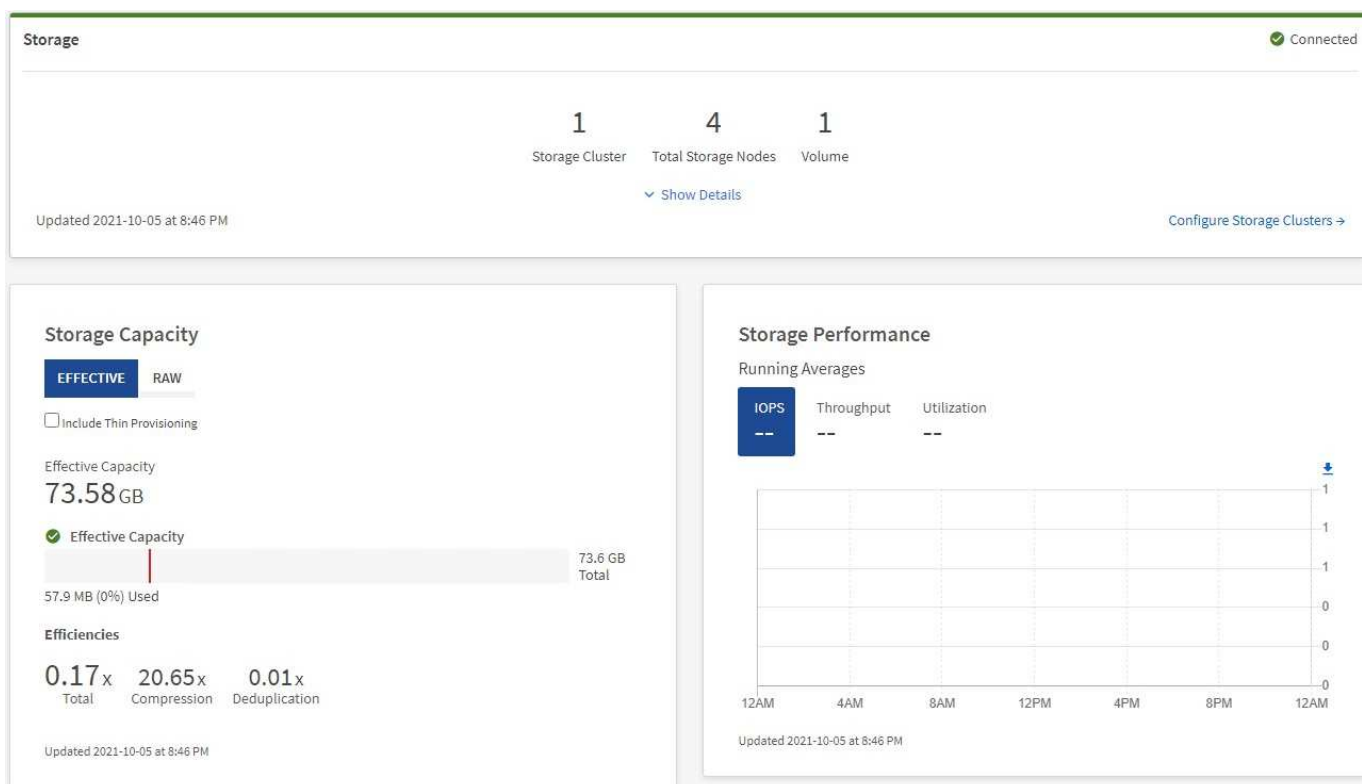 Storage
Connected
1 4 1
Storage Cluster Total Storage Nodes Volume
Show Details
Updated 2021-10-05 at 8:46 PM
Configure Storage Clusters →
Storage Capacity
EFFECTIVE RAW
Include Thin Provisioning
Effective Capacity
73.58 GB
Effective Capacity
73.6 GB
Total
57.9 MB (0%) Used
Efficiencies
0.17x 20.65x 0.01x
Total Compression Deduplication
Updated 2021-10-05 at 8:46 PM
Storage Performance
Running Averages
IOPS Throughput Utilization
-- -- --
1
1
1
0
0
0
12AM 4AM 8AM 12PM 4PM 8PM 12AM
Updated 2021-10-05 at 8:46 PM